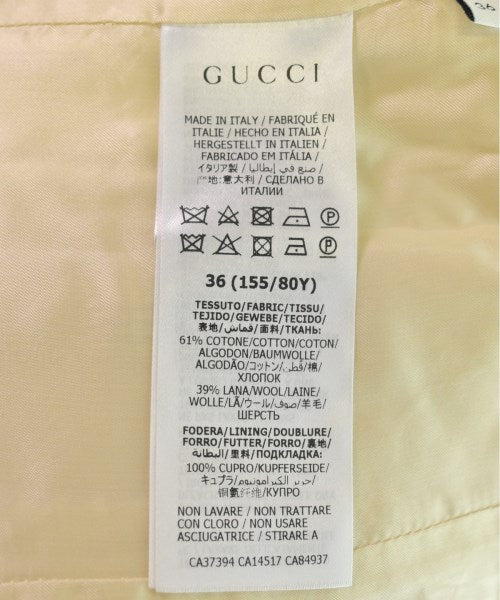 36
GUCCI
MADE IN ITALY / FABRIQUÉ EN
ITALIE / HECHO EN ITALIA /
HERGESTELLT IN ITALIEN /
FABRICADO EM ITÁLIA /
イタリア製 / صنع في إيطاليا /
产地:意大利 / СДЕЛАНО В
ИТАЛИИ
P
P
36 (155/80Y)
TESSUTO/FABRIC/TISSU/
TEJIDO/GEWEBE/TECIDO/
表地/قماش/面料/ТКАНЬ:
61% COTONE/COTTON/COTON/
ALGODON/BAUMWOLLE/
ALGODÃO/コットン/قطن/棉/
ХЛОПОК
39% LANA/WOOL/LAINE/
WOLLE/LÃ/ウール/صوف/羊毛/
ШЕРСТЬ
FODERA/LINING/DOUBLURE/
FORRO/FUTTER/FORRO/裏地/
البطانة/里料/ПОДКЛАДКА:
100% CUPRO/KUPFERSEIDE/
キュプラ/حرير الكبرامونيوم/
铜氨纤维/КУПРО
NON LAVARE / NON TRATTARE
CON CLORO / NON USARE
ASCIUGATRICE / STIRARE A
CA37394 CA14517 CA84937